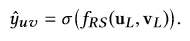 ŷ_{uv} = σ(f_{RS}(𝐮_L, 𝐯_L)).